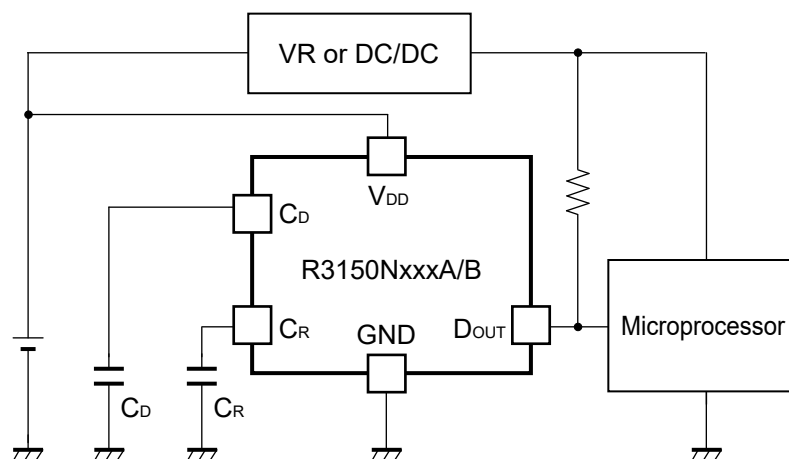 VR or DC/DC
VDD
CD
R3150NxxxA/B
CR
GND
DOUT
Microprocessor
CD
CR